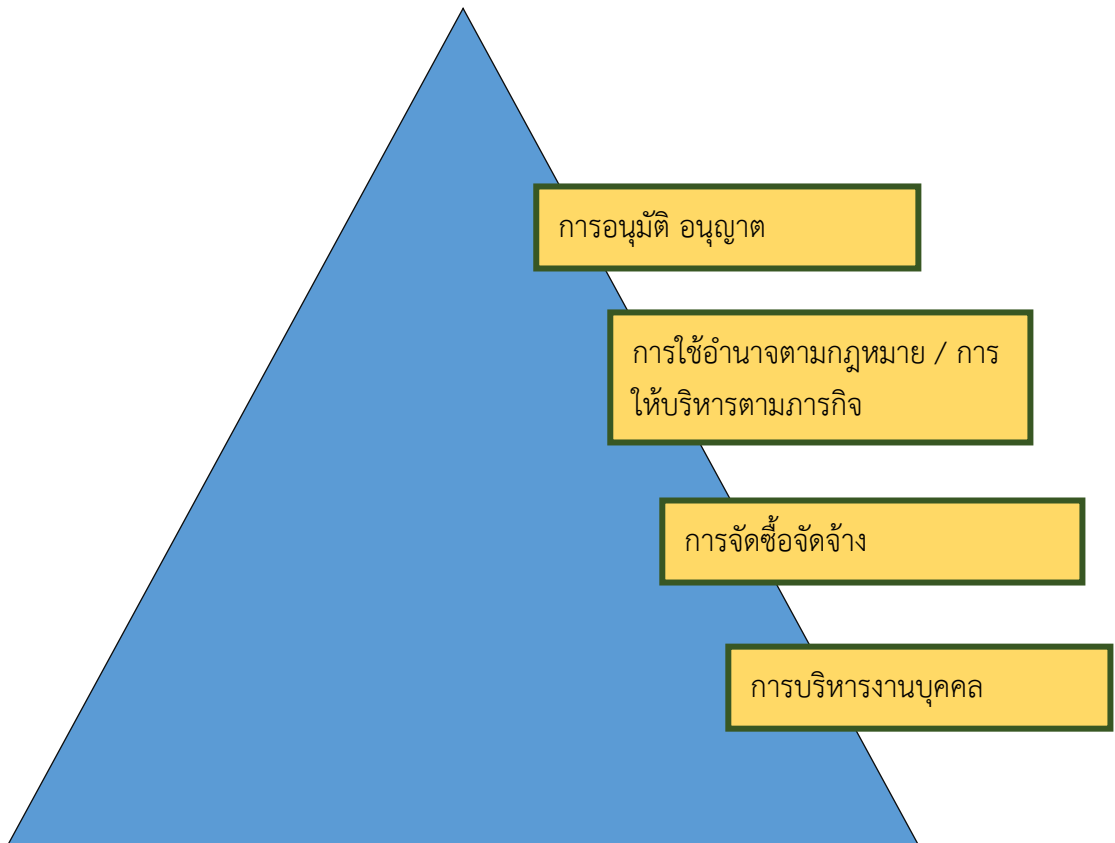 การอนุมัติ อนุญาต
การใช้อำนาจตามกฎหมาย / การ
ให้บริหารตามภารกิจ
การจัดซื้อจัดจ้าง
การบริหารงานบุคคล